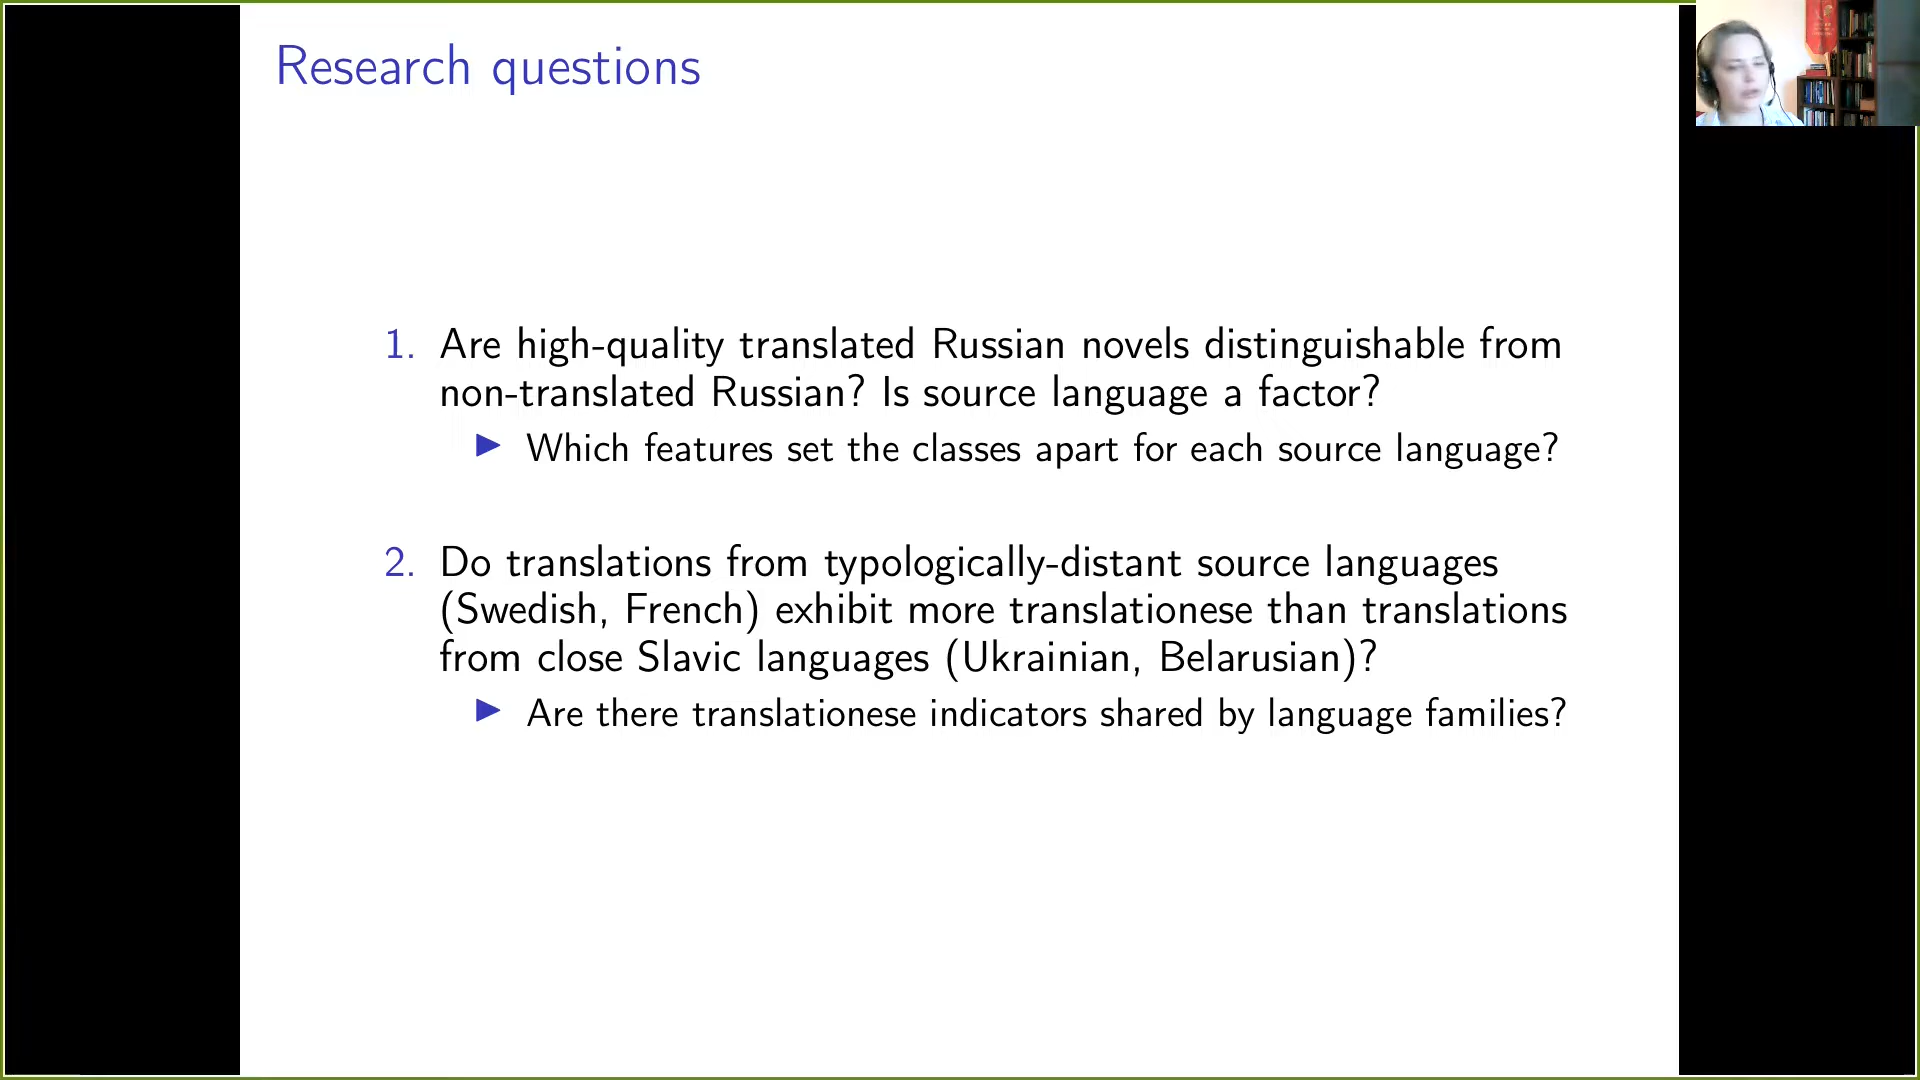 Research questions
1. Are high-quality translated Russian novels distinguishable from
non-translated Russian? Is source language a factor?
▶ Which features set the classes apart for each source language?
2. Do translations from typologically-distant source languages
(Swedish, French) exhibit more translationese than translations
from close Slavic languages (Ukrainian, Belarusian)?
▶ Are there translationese indicators shared by language families?